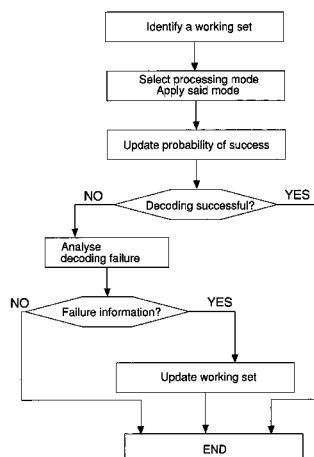 Identify a working set
Select processing mode
Apply said mode
Update probability of success
NO
YES
Decoding successful?
Analyse
decoding failure
NO
YES
Failure information?
Update working set
END